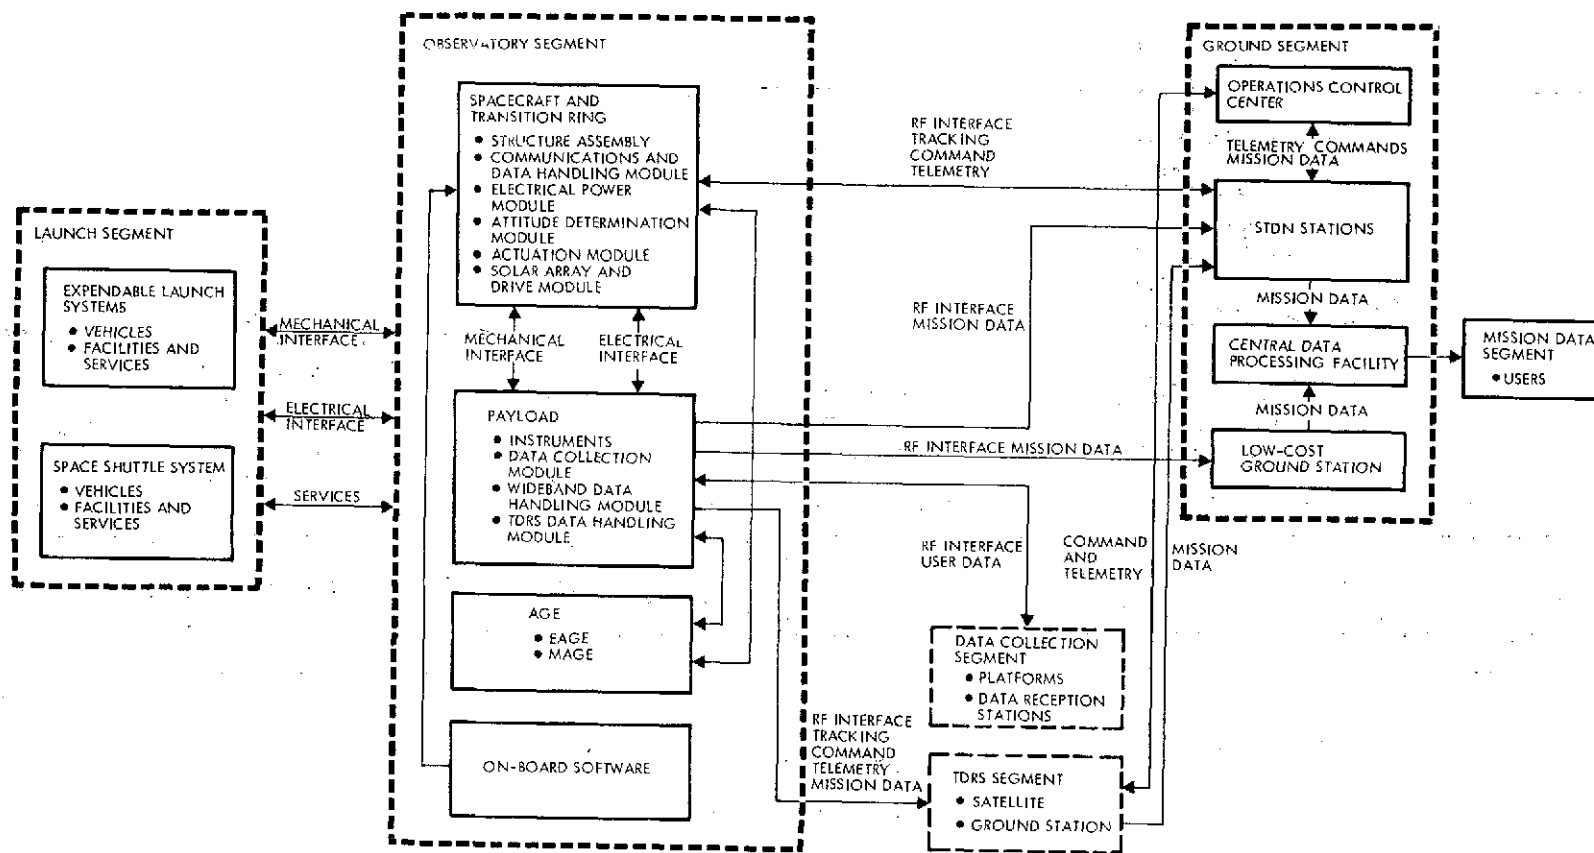 LAUNCH SEGMENT
EXPENDABLE LAUNCH
SYSTEMS
• VEHICLES
• FACILITIES AND
SERVICES
SPACE SHUTTLE SYSTEM
• VEHICLES
• FACILITIES AND
SERVICES
MECHANICAL
INTERFACE
ELECTRICAL
INTERFACE
SERVICES
OBSERVATORY SEGMENT
SPACECRAFT AND
TRANSITION RING
• STRUCTURE ASSEMBLY
• COMMUNICATIONS AND
DATA HANDLING MODULE
• ELECTRICAL POWER
MODULE
• ATTITUDE DETERMINATION
MODULE
• ACTUATION MODULE
• SOLAR ARRAY AND
DRIVE MODULE
MECHANICAL
INTERFACE
ELECTRICAL
INTERFACE
PAYLOAD
• INSTRUMENTS
• DATA COLLECTION
MODULE
• WIDEBAND DATA
HANDLING MODULE
• TDRS DATA HANDLING
MODULE
AGE
• EAGE
• MAGE
ON-BOARD SOFTWARE
RF INTERFACE
TRACKING
COMMAND
TELEMETRY
RF INTERFACE
MISSION DATA
RF INTERFACE MISSION DATA
RF INTERFACE
USER DATA
COMMAND
AND
TELEMETRY
MISSION
DATA
RF INTERFACE
TRACKING
COMMAND
TELEMETRY
MISSION DATA
DATA COLLECTION
SEGMENT
• PLATFORMS
• DATA RECEPTION
STATIONS
TDRS SEGMENT
• SATELLITE
• GROUND STATION
GROUND SEGMENT
OPERATIONS CONTROL
CENTER
TELEMETRY COMMANDS
MISSION DATA
STDN STATIONS
MISSION DATA
CENTRAL DATA
PROCESSING FACILITY
MISSION DATA
LOW-COST
GROUND STATION
MISSION DATA
SEGMENT
• USERS